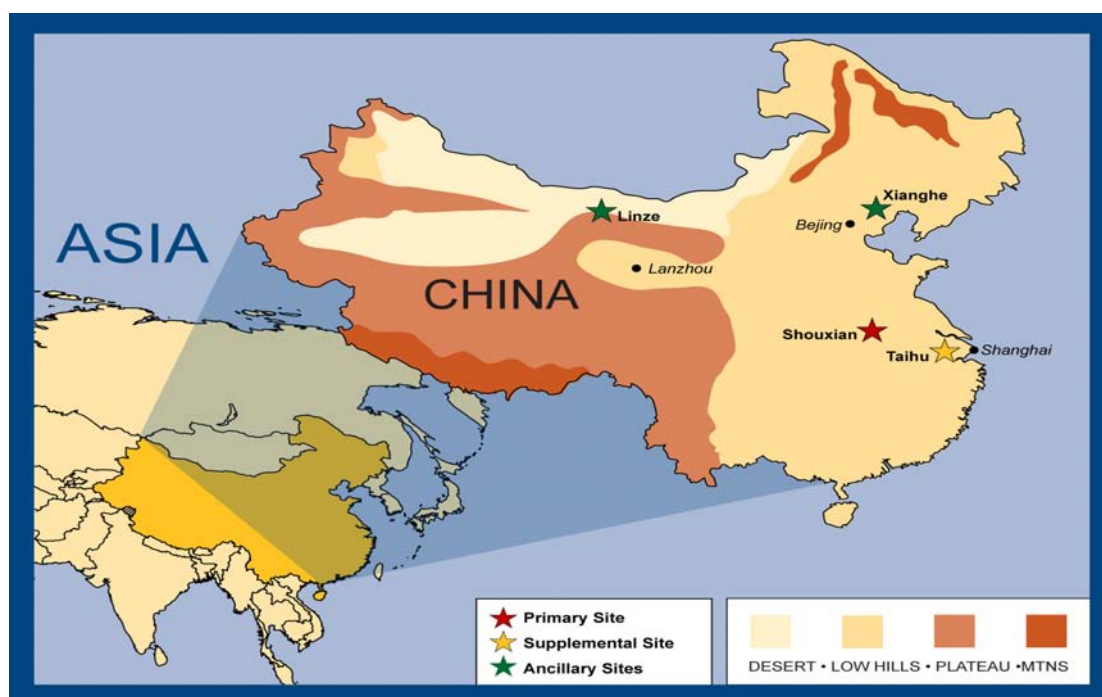 ASIA
CHINA
Linze
Lanzhou
Xianghe
Bejing
Shouxian
Taihu
Shanghai
Primary Site
Supplemental Site
Ancillary Sites
DESERT • LOW HILLS • PLATEAU •MTNS